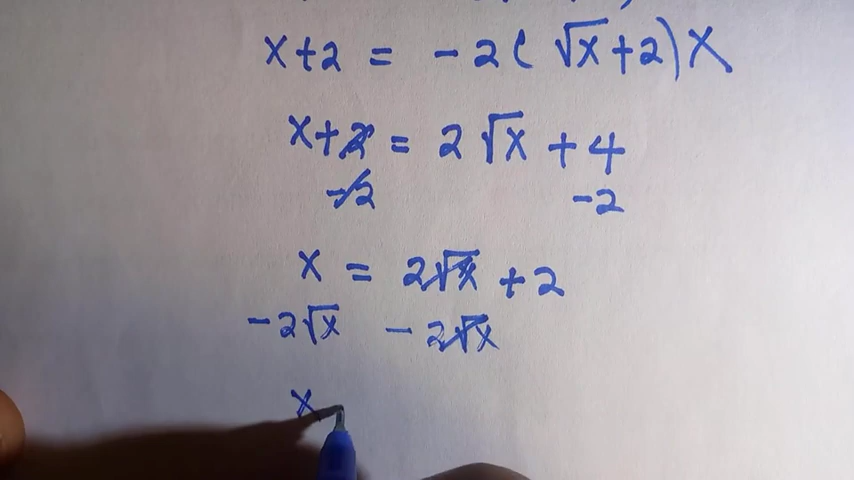 x+2 = -2(√x+2) X
x+2 = 2√x +4
-2 -2
x = 2√x +2
-2√x -2√x
x